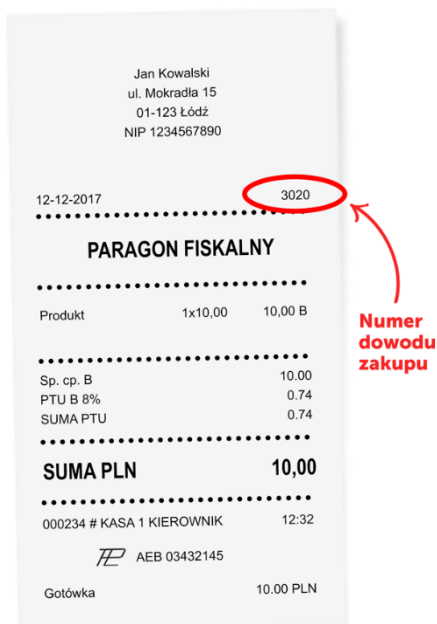 Jan Kowalski
ul. Mokradła 15
01-123 Łódź
NIP 1234567890
12-12-2017 3020
PARAGON FISKALNY
Produkt 1x10,00 10,00 B
Sp. cp. B 10.00
PTU B 8% 0.74
SUMA PTU 0.74
SUMA PLN 10,00
000234 # KASA 1 KIEROWNIK 12:32
AEB 03432145
Gotówka 10.00 PLN
Numer
dowodu
zakupu